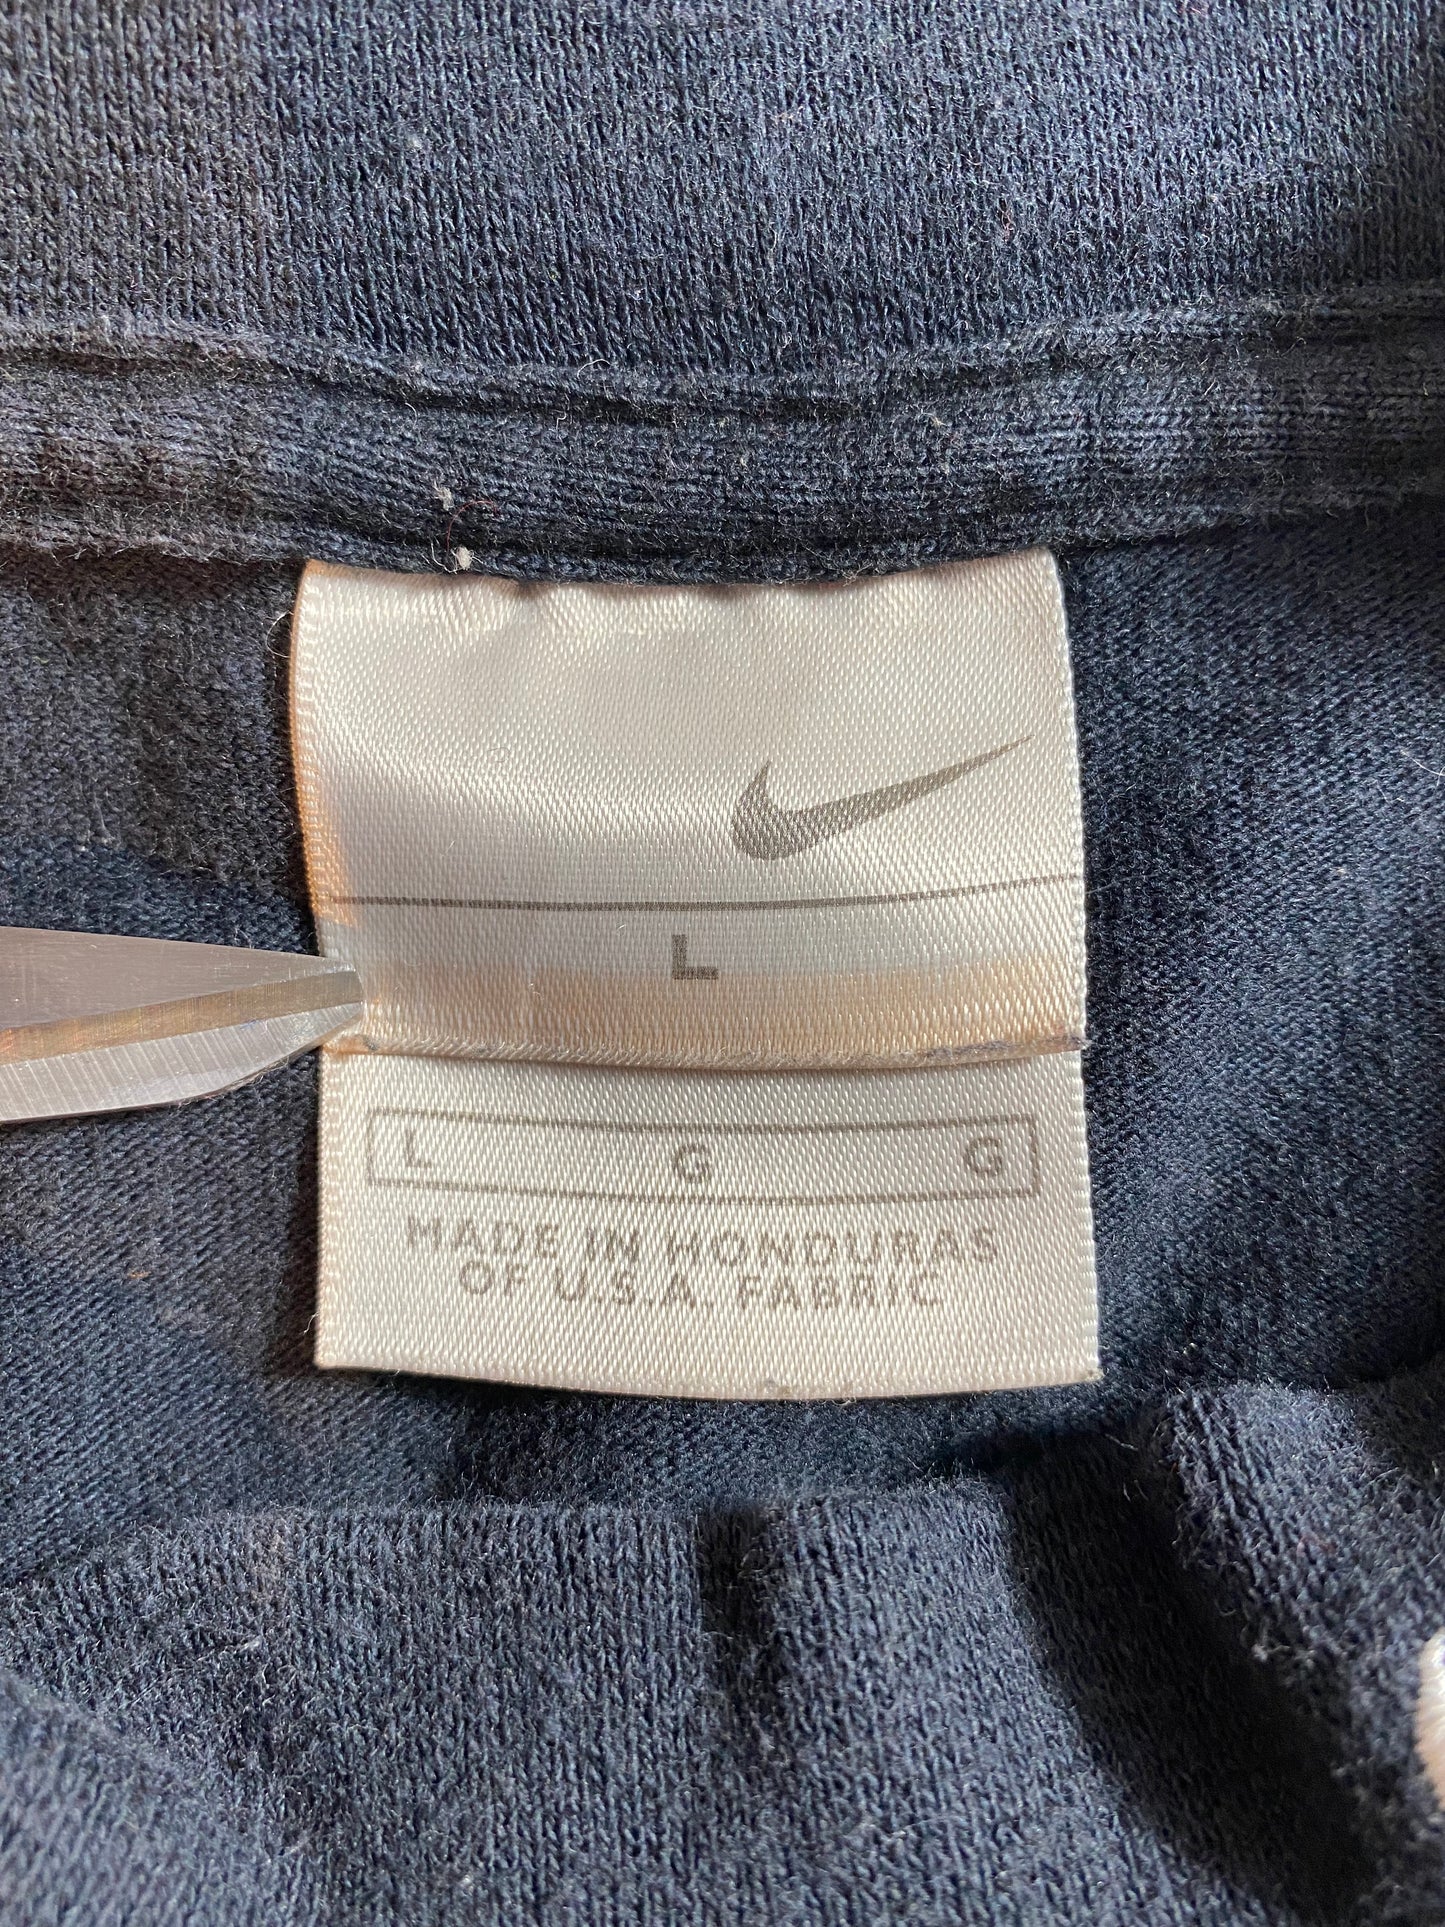 L
L G G
MADE IN HONDURAS
OF U.S.A. FABRIC